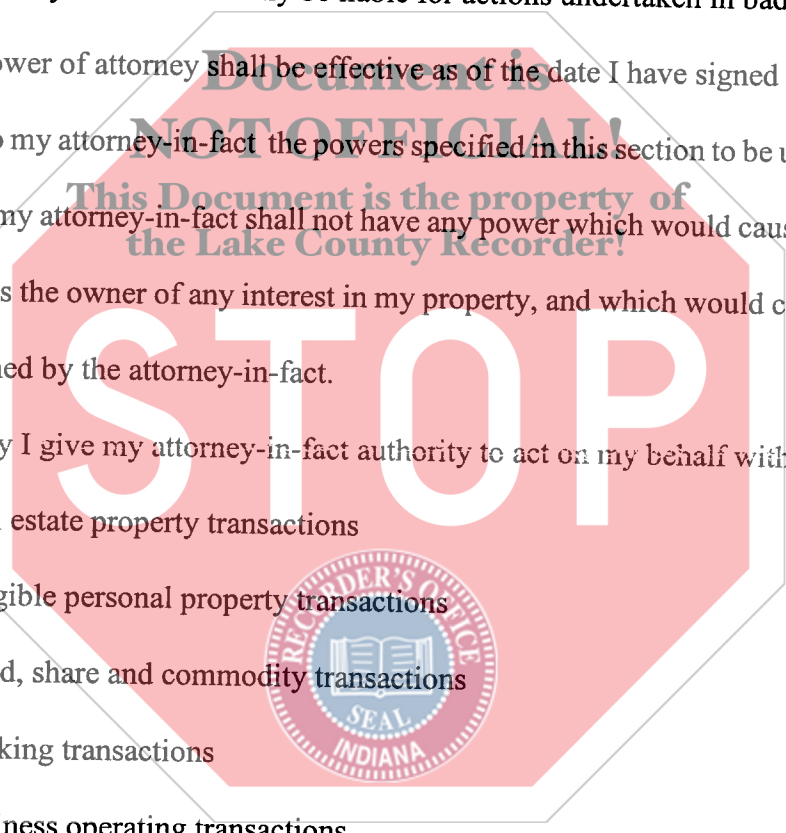 be liable for actions undertaken in bad
Document is
ower of attorney shall be effective as of the date I have signed
NOT OFFICIAL!
my attorney-in-fact the powers specified in this section to be u
This Document is the property of
my attorney-in-fact shall not have any power which would caus
the Lake County Recorder!
s the owner of any interest in my property, and which would c
STOP
ned by the attorney-in-fact.
y I give my attorney-in-fact authority to act on my behalf with
estate property transactions
gible personal property transactions
RECORDER'S OFFICE
d, share and commodity transactions
SEAL
INDIANA
king transactions
ness operating transactions